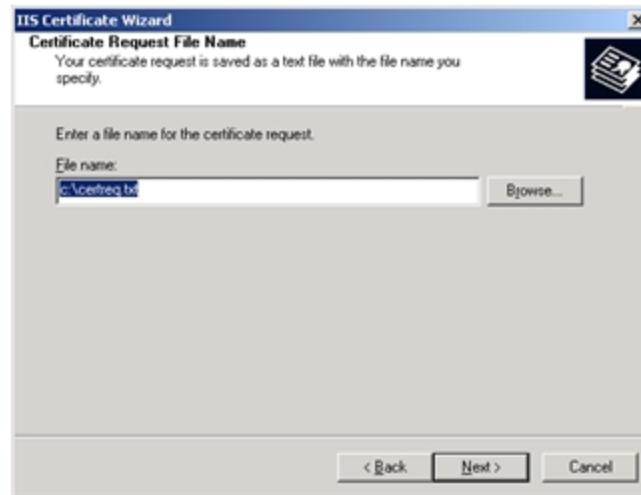 IIS Certificate Wizard
Certificate Request File Name
Your certificate request is saved as a text file with the file name you
specify.
Enter a file name for the certificate request.
File name:
c:\certreq.txt
Browse...
< Back
Next >
Cancel